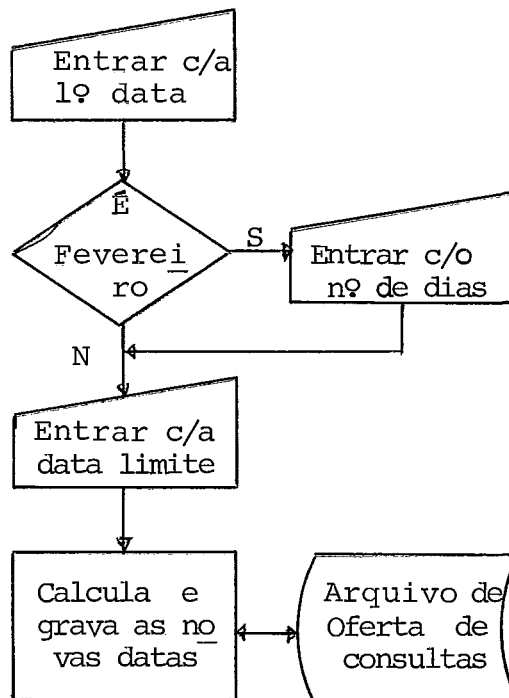 Entrar c/a
1º data
É
Feverei
ro
S
Entrar c/o
nº de dias
N
Entrar c/a
data limite
Calcula e
grava as no
vas datas
Arquivo de
Oferta de
consultas